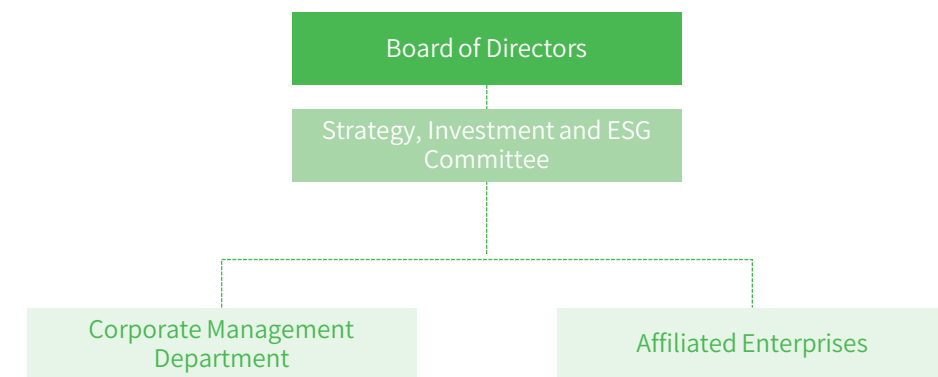 Board of Directors
Strategy, Investment and ESG
Committee
Corporate Management
Department
Affiliated Enterprises